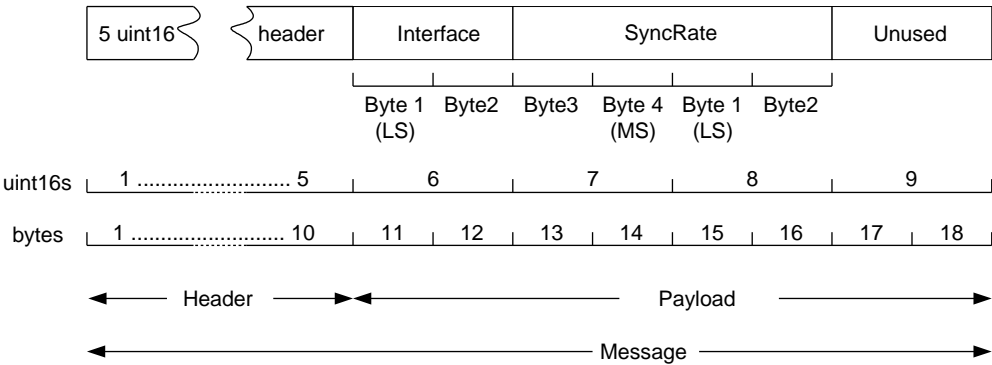 5 uint16 header Interface SyncRate Unused
Byte 1 Byte2 Byte3 Byte 4 Byte 1 Byte2
(LS) (MS) (LS)
uint16s 1 .......................... 5 6 7 8 9
bytes 1 .......................... 10 11 12 13 14 15 16 17 18
Header Payload
Message